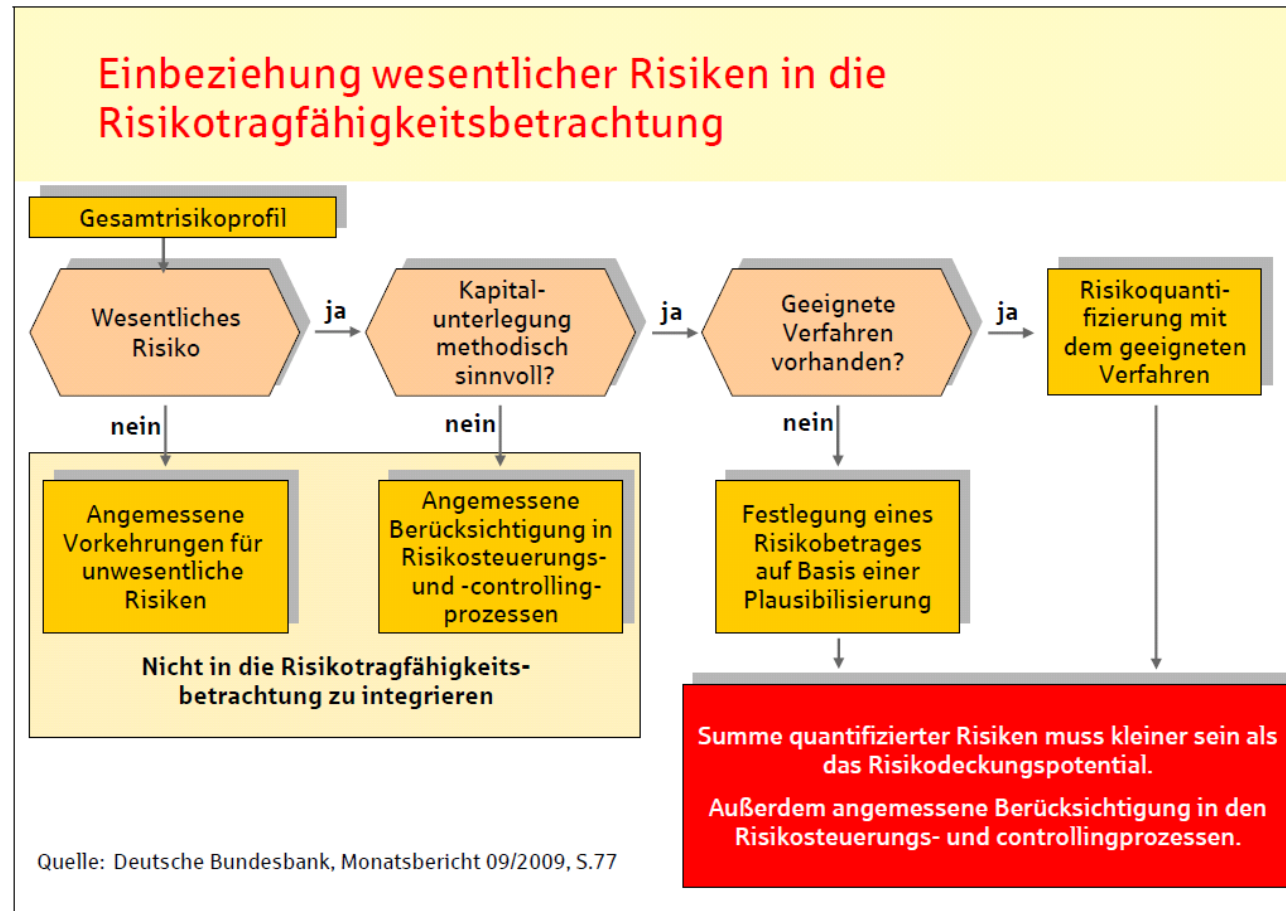 Einbeziehung wesentlicher Risiken in die
Risikotragfähigkeitsbetrachtung
Gesamtrisikoprofil
Wesentliches
Risiko
ja
Kapital-
unterlegung
methodisch
sinnvoll?
ja
Geeignete
Verfahren
vorhanden?
ja
Risikoquanti-
fizierung mit
dem geeigneten
Verfahren
nein
nein
nein
Angemessene
Vorkehrungen für
unwesentliche
Risiken
Angemessene
Berücksichtigung in
Risikosteuerungs-
und -controlling-
prozessen
Festlegung eines
Risikobetrages
auf Basis einer
Plausibilisierung
Nicht in die Risikotragfähigkeits-
betrachtung zu integrieren
Summe quantifizierter Risiken muss kleiner sein als
das Risikodeckungspotential.
Außerdem angemessene Berücksichtigung in den
Risikosteuerungs- und controllingprozessen.
Quelle: Deutsche Bundesbank, Monatsbericht 09/2009, S.77